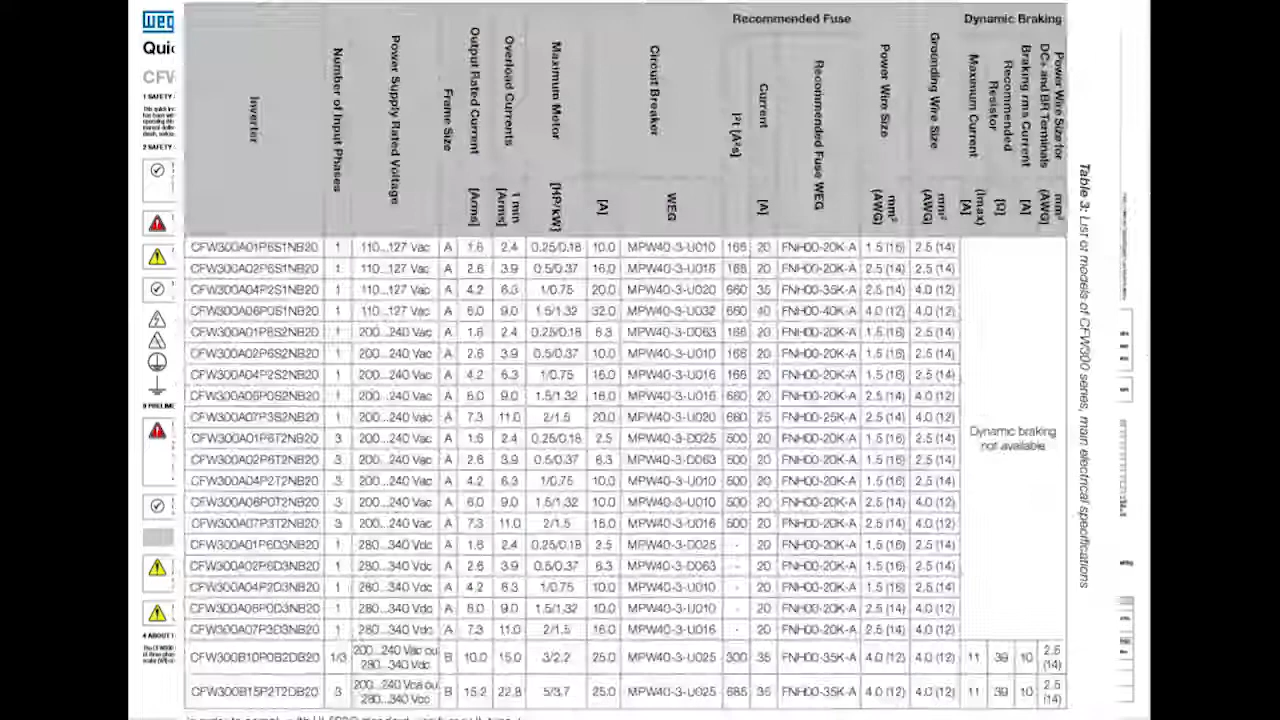 weg
Quic
CFW
1 SAFETY
2 SAFETY
3 PRELIME
4 ABOUT
Recommended Fuse
Dynamic Braking
Inverter
Number of Input Phases
Power Supply Rated Voltage
Frame Size
Output Rated Current
[Arms]
Overload Currents
1 min
[Arms]
Maximum Motor
[HP/kW]
Circuit Breaker
[A]
WEG
I²t [A²s]
Current
[A]
Recommended Fuse WEG
Power Wire Size
mm²
(AWG)
Grounding Wire Size
mm²
(AWG)
Maximum Current
(Imax)
[A]
Recommended
Resistor
[Ω]
Braking rms Current
[A]
Power Wire Size for
DC+ and BR Terminals
mm²
(AWG)
CFW300A01P6S1NB20 1 110...127 Vac A 1.6 2.4 0.25/0.18 10.0 MPW40-3-U010 168 20 FNH00-20K-A 1.5 (16) 2.5 (14)
CFW300A02P6S1NB20 1 110...127 Vac A 2.6 3.9 0.5/0.37 16.0 MPW40-3-U016 168 20 FNH00-20K-A 2.5 (14) 2.5 (14)
CFW300A04P2S1NB20 1 110...127 Vac A 4.2 6.3 1/0.75 20.0 MPW40-3-U020 660 35 FNH00-35K-A 2.5 (14) 4.0 (12)
CFW300A06P0S1NB20 1 110...127 Vac A 6.0 9.0 1.5/1.32 32.0 MPW40-3-U032 660 40 FNH00-40K-A 4.0 (12) 4.0 (12)
CFW300A01P6S2NB20 1 200...240 Vac A 1.6 2.4 0.25/0.18 6.3 MPW40-3-D063 168 20 FNH00-20K-A 1.5 (16) 2.5 (14)
CFW300A02P6S2NB20 1 200...240 Vac A 2.6 3.9 0.5/0.37 10.0 MPW40-3-U010 168 20 FNH00-20K-A 1.5 (16) 2.5 (14)
CFW300A04P2S2NB20 1 200...240 Vac A 4.2 6.3 1/0.75 16.0 MPW40-3-U016 168 20 FNH00-20K-A 1.5 (16) 2.5 (14)
CFW300A06P0S2NB20 1 200...240 Vac A 6.0 9.0 1.5/1.32 16.0 MPW40-3-U016 660 20 FNH00-20K-A 2.5 (14) 4.0 (12)
CFW300A07P3S2NB20 1 200...240 Vac A 7.3 11.0 2/1.5 20.0 MPW40-3-U020 660 25 FNH00-25K-A 2.5 (14) 4.0 (12)
CFW300A01P6T2NB20 3 200...240 Vac A 1.6 2.4 0.25/0.18 2.5 MPW40-3-D025 500 20 FNH00-20K-A 1.5 (16) 2.5 (14)
CFW300A02P6T2NB20 3 200...240 Vac A 2.6 3.9 0.5/0.37 6.3 MPW40-3-D063 500 20 FNH00-20K-A 1.5 (16) 2.5 (14)
CFW300A04P2T2NB20 3 200...240 Vac A 4.2 6.3 1/0.75 10.0 MPW40-3-U010 500 20 FNH00-20K-A 1.5 (16) 2.5 (14)
CFW300A06P0T2NB20 3 200...240 Vac A 6.0 9.0 1.5/1.32 10.0 MPW40-3-U010 500 20 FNH00-20K-A 2.5 (14) 4.0 (12)
CFW300A07P3T2NB20 3 200...240 Vac A 7.3 11.0 2/1.5 16.0 MPW40-3-U016 500 20 FNH00-20K-A 2.5 (14) 4.0 (12)
CFW300A01P6D3NB20 1 280...340 Vdc A 1.6 2.4 0.25/0.18 2.5 MPW40-3-D025 - 20 FNH00-20K-A 1.5 (16) 2.5 (14)
CFW300A02P6D3NB20 1 280...340 Vdc A 2.6 3.9 0.5/0.37 6.3 MPW40-3-D063 - 20 FNH00-20K-A 1.5 (16) 2.5 (14)
CFW300A04P2D3NB20 1 280...340 Vdc A 4.2 6.3 1/0.75 10.0 MPW40-3-U010 - 20 FNH00-20K-A 1.5 (16) 2.5 (14)
CFW300A06P0D3NB20 1 280...340 Vdc A 6.0 9.0 1.5/1.32 10.0 MPW40-3-U010 - 20 FNH00-20K-A 2.5 (14) 4.0 (12)
CFW300A07P3D3NB20 1 280...340 Vdc A 7.3 11.0 2/1.5 16.0 MPW40-3-U016 - 20 FNH00-20K-A 2.5 (14) 4.0 (12)
Dynamic braking
not available
CFW300B10P0B2DB20 1/3 200...240 Vac ou 280...340 Vdc B 10.0 15.0 3/2.2 25.0 MPW40-3-U025 300 35 FNH00-35K-A 4.0 (12) 4.0 (12) 11 39 10 2.5 (14)
CFW300B15P2T2DB20 3 200...240 Vca ou 280...340 Vcc B 15.2 22.8 5/3.7 25.0 MPW40-3-U025 685 35 FNH00-35K-A 4.0 (12) 4.0 (12) 11 39 10 2.5 (14)
Table 3: List of models of CFW300 series, main electrical specifications